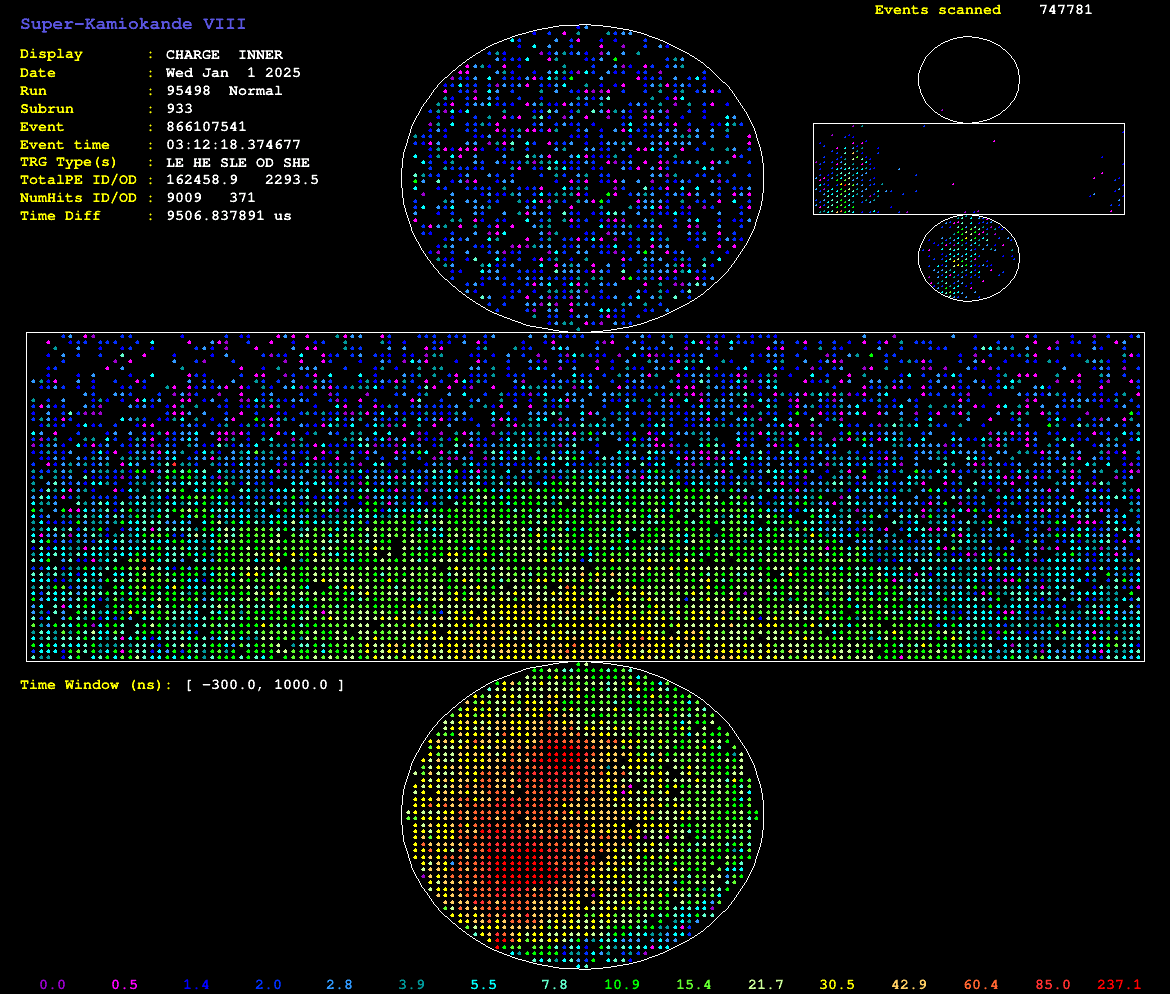 Super-Kamiokande VIII
Events scanned 747781
Display : CHARGE INNER
Date : Wed Jan 1 2025
Run : 95498 Normal
Subrun : 933
Event : 866107541
Event time : 03:12:18.374677
TRG Type(s) : LE HE SLE OD SHE
TotalPE ID/OD : 162458.9 2293.5
NumHits ID/OD : 9009 371
Time Diff : 9506.837891 us
Time Window (ns): [ −300.0, 1000.0 ]
0.0 0.5 1.4 2.0 2.8 3.9 5.5 7.8 10.9 15.4 21.7 30.5 42.9 60.4 85.0 237.1